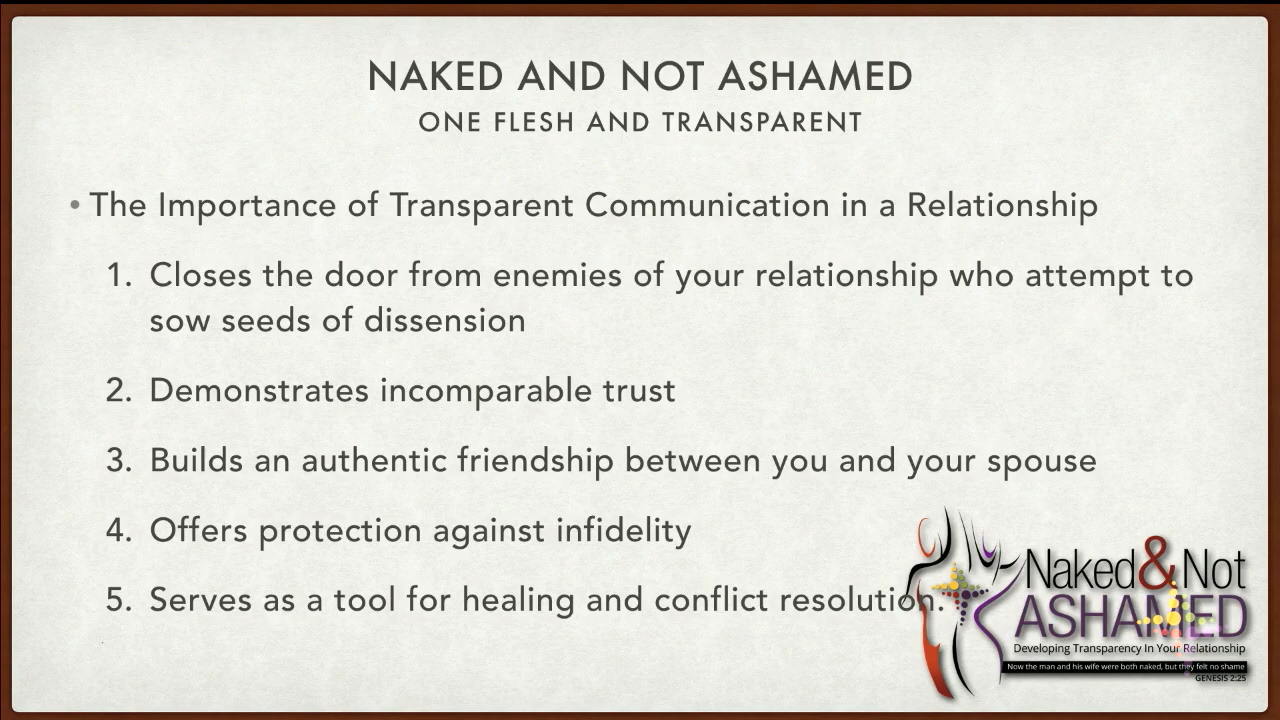 NAKED AND NOT ASHAMED
ONE FLESH AND TRANSPARENT
• The Importance of Transparent Communication in a Relationship
1. Closes the door from enemies of your relationship who attempt to
sow seeds of dissension
2. Demonstrates incomparable trust
3. Builds an authentic friendship between you and your spouse
4. Offers protection against infidelity
5. Serves as a tool for healing and conflict resolution.
Naked & Not
ASHAMED
Developing Transparency In Your Relationship
Now the man and his wife were both naked, but they felt no shame
GENESIS 2:25